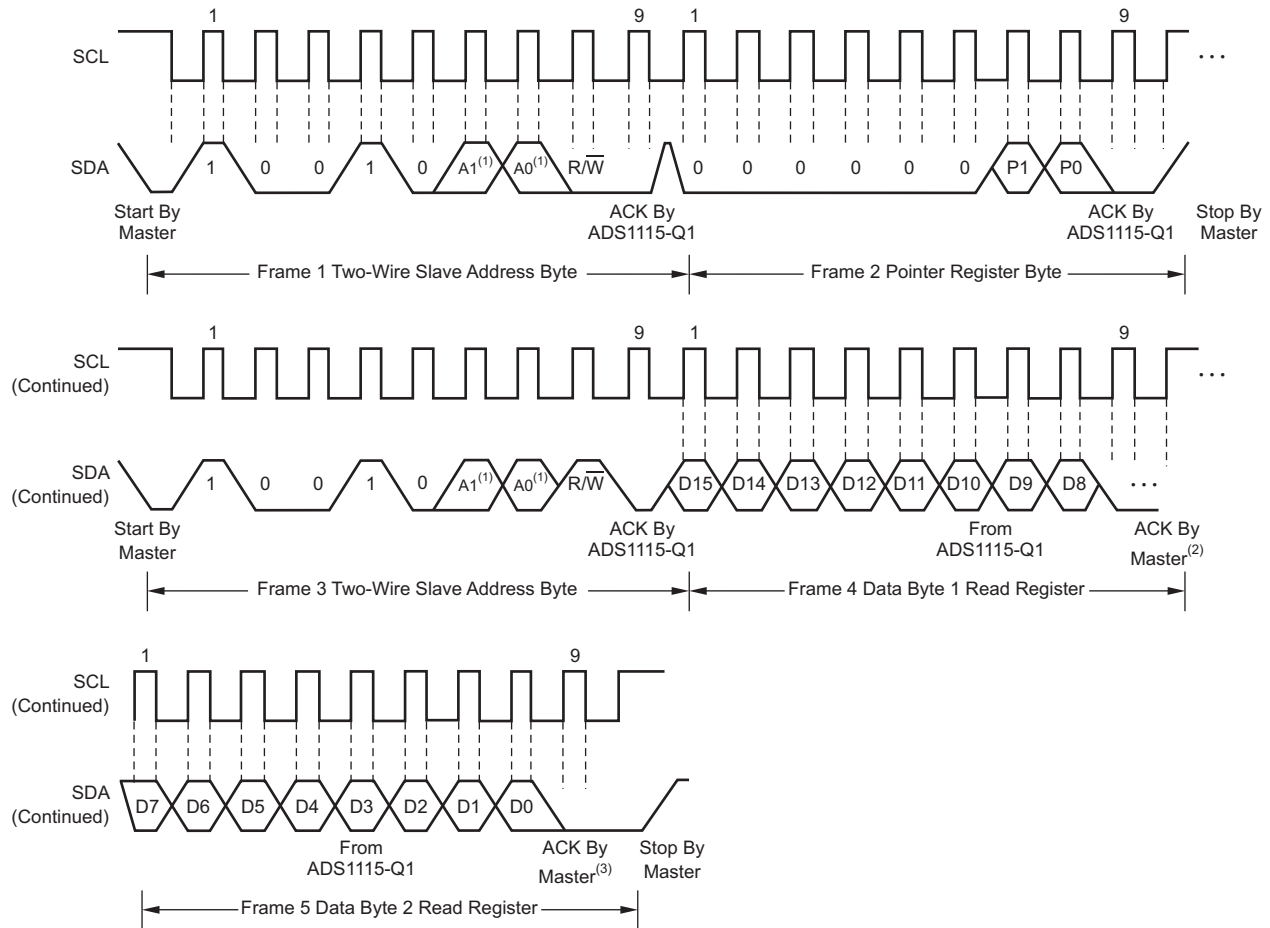 1 9 1 9
SCL ...
SDA 1 0 0 1 0 A1(1) A0(1) R/W 0 0 0 0 0 0 P1 P0
Start By Master
ACK By ADS1115-Q1
ACK By ADS1115-Q1
Stop By Master
Frame 1 Two-Wire Slave Address Byte
Frame 2 Pointer Register Byte
1 9 1 9
SCL (Continued) ...
SDA (Continued) 1 0 0 1 0 A1(1) A0(1) R/W D15 D14 D13 D12 D11 D10 D9 D8 ...
Start By Master
ACK By ADS1115-Q1
From ADS1115-Q1
ACK By Master(2)
Frame 3 Two-Wire Slave Address Byte
Frame 4 Data Byte 1 Read Register
1 9
SCL (Continued)
SDA (Continued) D7 D6 D5 D4 D3 D2 D1 D0
From ADS1115-Q1
ACK By Master(3)
Stop By Master
Frame 5 Data Byte 2 Read Register